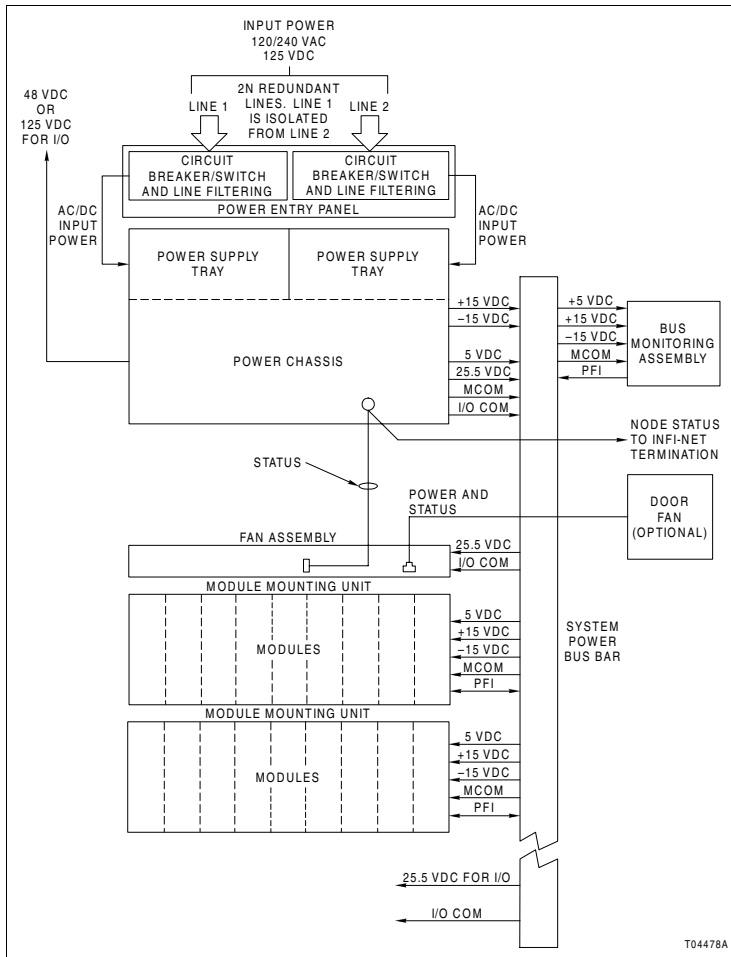 INPUT POWER
120/240 VAC
125 VDC
2N REDUNDANT
LINES. LINE 1
IS ISOLATED
FROM LINE 2
LINE 1
LINE 2
48 VDC
OR
125 VDC
FOR I/O
CIRCUIT
BREAKER/SWITCH
AND LINE FILTERING
CIRCUIT
BREAKER/SWITCH
AND LINE FILTERING
POWER ENTRY PANEL
AC/DC
INPUT
POWER
AC/DC
INPUT
POWER
POWER SUPPLY
TRAY
POWER SUPPLY
TRAY
POWER CHASSIS
+15 VDC
–15 VDC
5 VDC
25.5 VDC
MCOM
I/O COM
+5 VDC
+15 VDC
–15 VDC
MCOM
PFI
BUS
MONITORING
ASSEMBLY
NODE STATUS
TO INFI-NET
TERMINATION
STATUS
POWER AND
STATUS
DOOR
FAN
(OPTIONAL)
FAN ASSEMBLY
25.5 VDC
I/O COM
MODULE MOUNTING UNIT
MODULES
5 VDC
+15 VDC
–15 VDC
MCOM
PFI
SYSTEM
POWER
BUS BAR
MODULE MOUNTING UNIT
MODULES
5 VDC
+15 VDC
–15 VDC
MCOM
PFI
25.5 VDC FOR I/O
I/O COM
T04478A